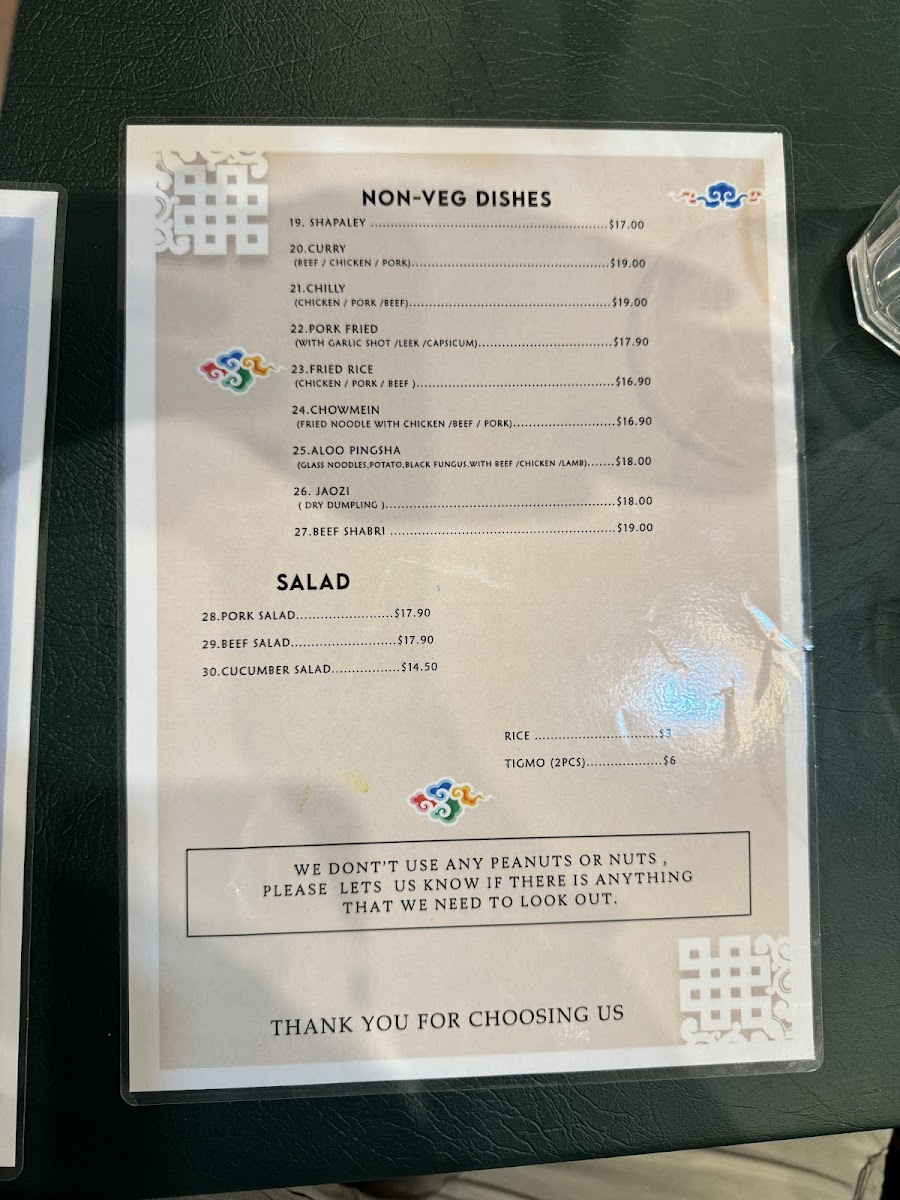 NON-VEG DISHES
19. SHAPALEY ........................................................$17.00
20.CURRY
(BEEF / CHICKEN / PORK)................................................$19.00
21.CHILLY
(CHICKEN / PORK /BEEF)................................................$19.00
22.PORK FRIED
(WITH GARLIC SHOT /LEEK /CAPSICUM)................................$17.90
23.FRIED RICE
(CHICKEN / PORK / BEEF )................................................$16.90
24.CHOWMEIN
(FRIED NOODLE WITH CHICKEN /BEEF / PORK)........................$16.90
25.ALOO PINGSHA
(GLASS NOODLES,POTATO,BLACK FUNGUS,WITH BEEF /CHICKEN /LAMB).......$18.00
26. JAOZI
( DRY DUMPLING )........................................................$18.00
27.BEEF SHABRI ........................................................$19.00
SALAD
28.PORK SALAD........................$17.90
29.BEEF SALAD.........................$17.90
30.CUCUMBER SALAD................$14.50
RICE ..............................$3
TIGMO (2PCS)...................$6
WE DONT'T USE ANY PEANUTS OR NUTS ,
PLEASE LETS US KNOW IF THERE IS ANYTHING
THAT WE NEED TO LOOK OUT.
THANK YOU FOR CHOOSING US